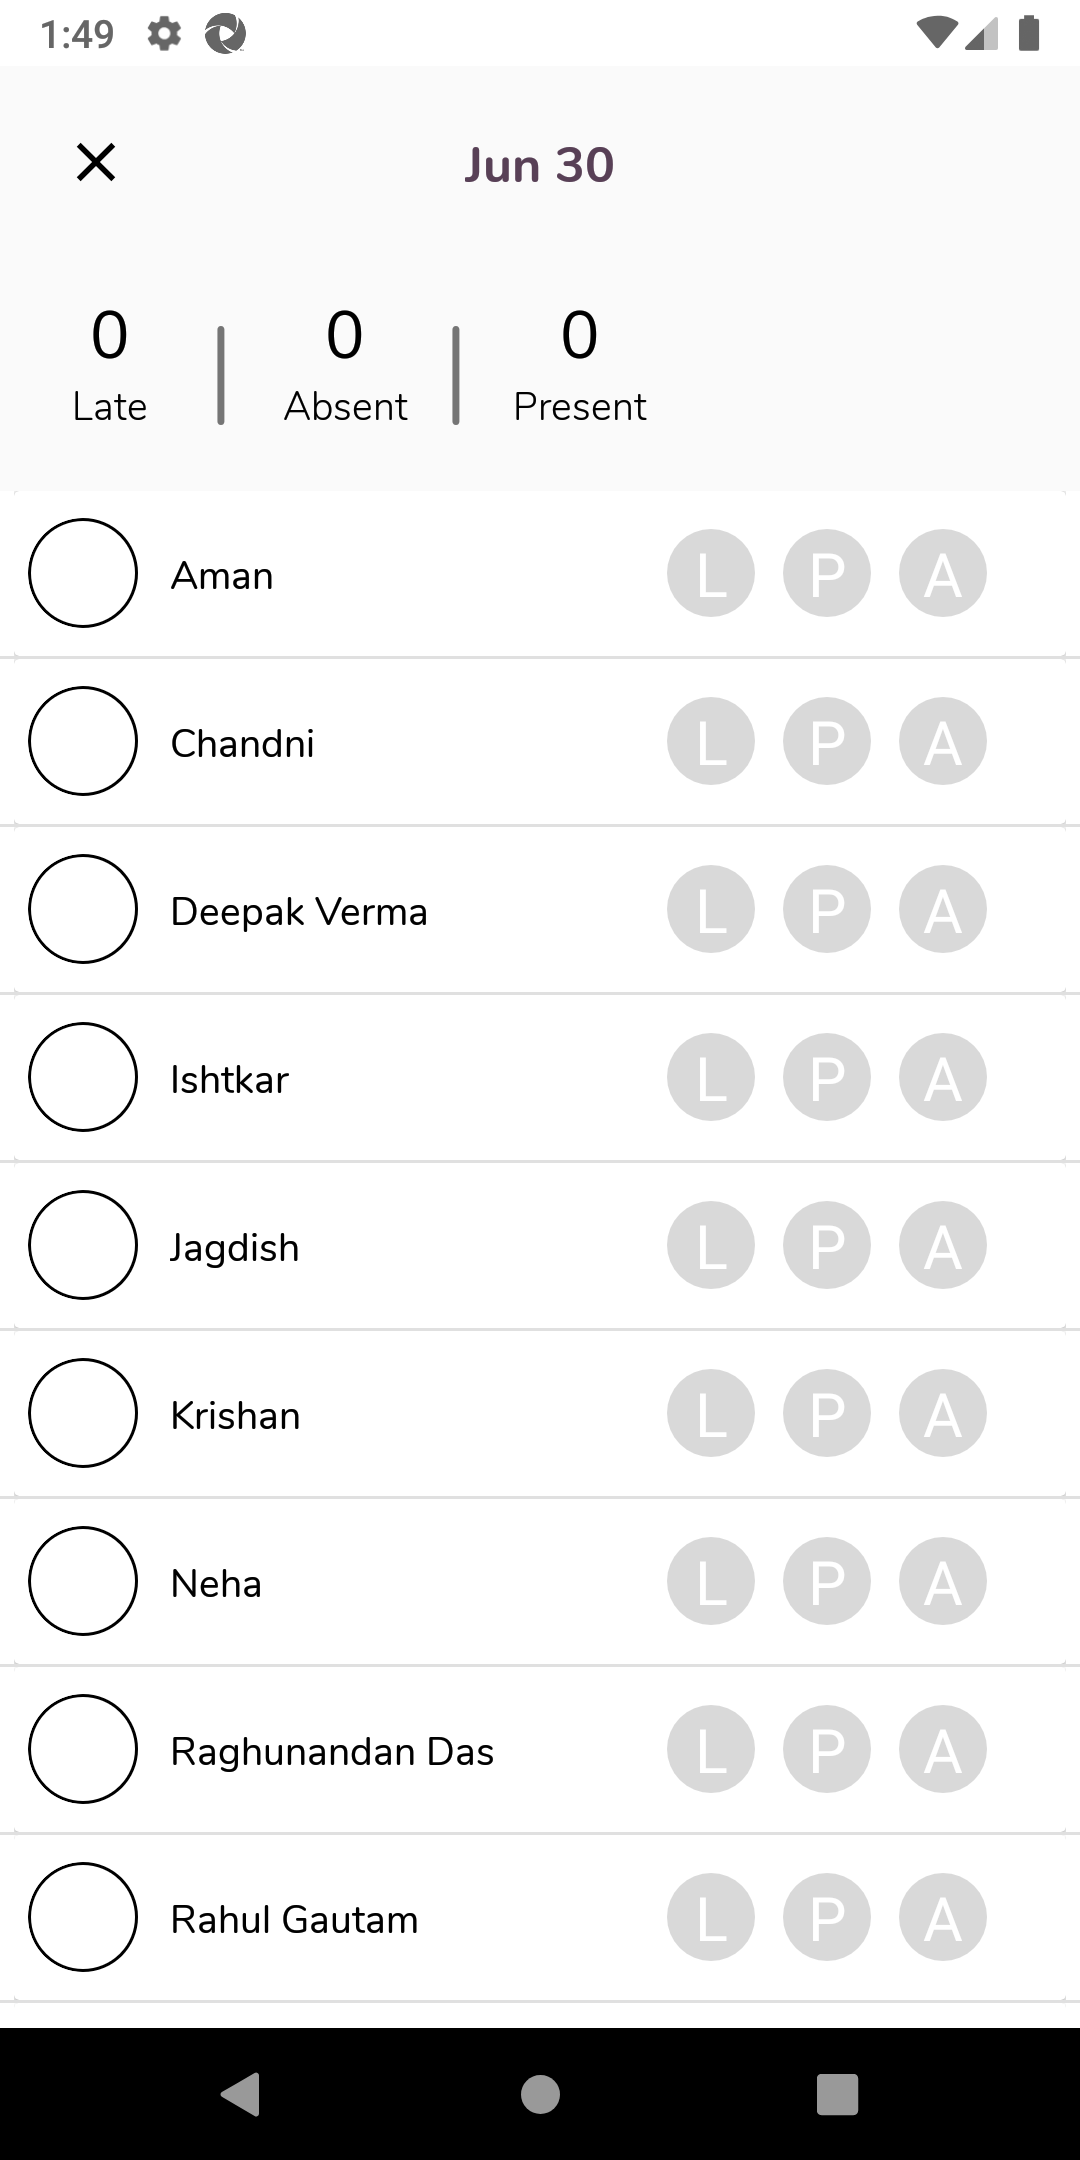 1:49
Jun 30
0 0 0
Late Absent Present
Aman L P A
Chandni L P A
Deepak Verma L P A
Ishtkar L P A
Jagdish L P A
Krishan L P A
Neha L P A
Raghunandan Das L P A
Rahul Gautam L P A